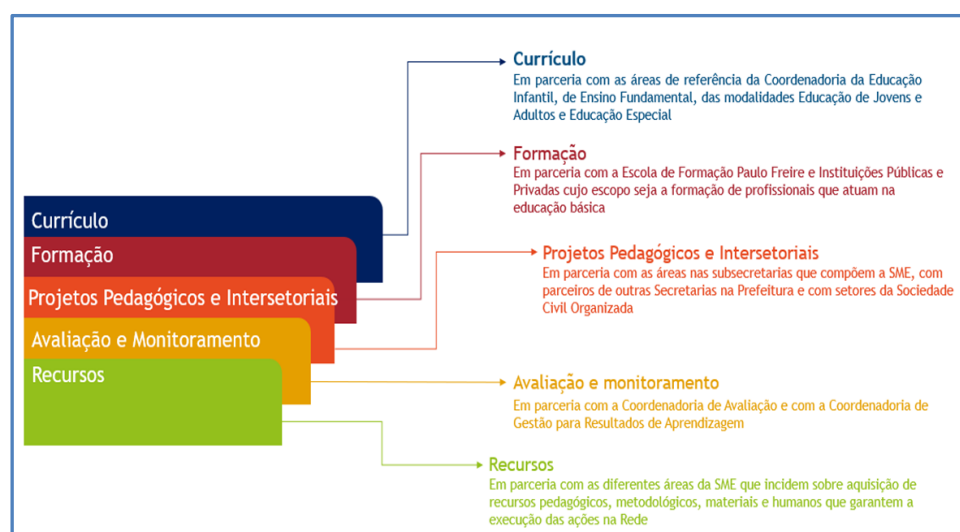 Currículo
Formação
Projetos Pedagógicos e Intersetoriais
Avaliação e Monitoramento
Recursos
Currículo
Em parceria com as áreas de referência da Coordenadoria da Educação
Infantil, de Ensino Fundamental, das modalidades Educação de Jovens e
Adultos e Educação Especial
Formação
Em parceria com a Escola de Formação Paulo Freire e Instituições Públicas e
Privadas cujo escopo seja a formação de profissionais que atuam na
educação básica
Projetos Pedagógicos e Intersetoriais
Em parceria com as áreas nas subsecretarias que compõem a SME, com
parceiros de outras Secretarias na Prefeitura e com setores da Sociedade
Civil Organizada
Avaliação e monitoramento
Em parceria com a Coordenadoria de Avaliação e com a Coordenadoria de
Gestão para Resultados de Aprendizagem
Recursos
Em parceria com as diferentes áreas da SME que incidem sobre aquisição de
recursos pedagógicos, metodológicos, materiais e humanos que garantem a
execução das ações na Rede